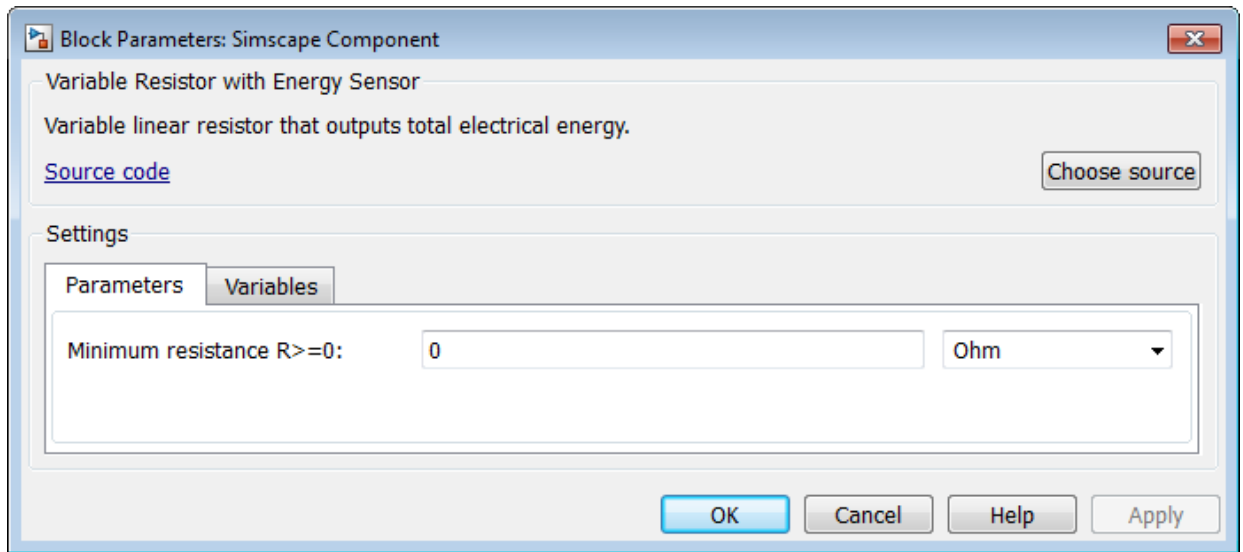 Block Parameters: Simscape Component
Variable Resistor with Energy Sensor
Variable linear resistor that outputs total electrical energy.
Source code
Choose source
Settings
Parameters
Variables
Minimum resistance R>=0:
0
Ohm
OK
Cancel
Help
Apply